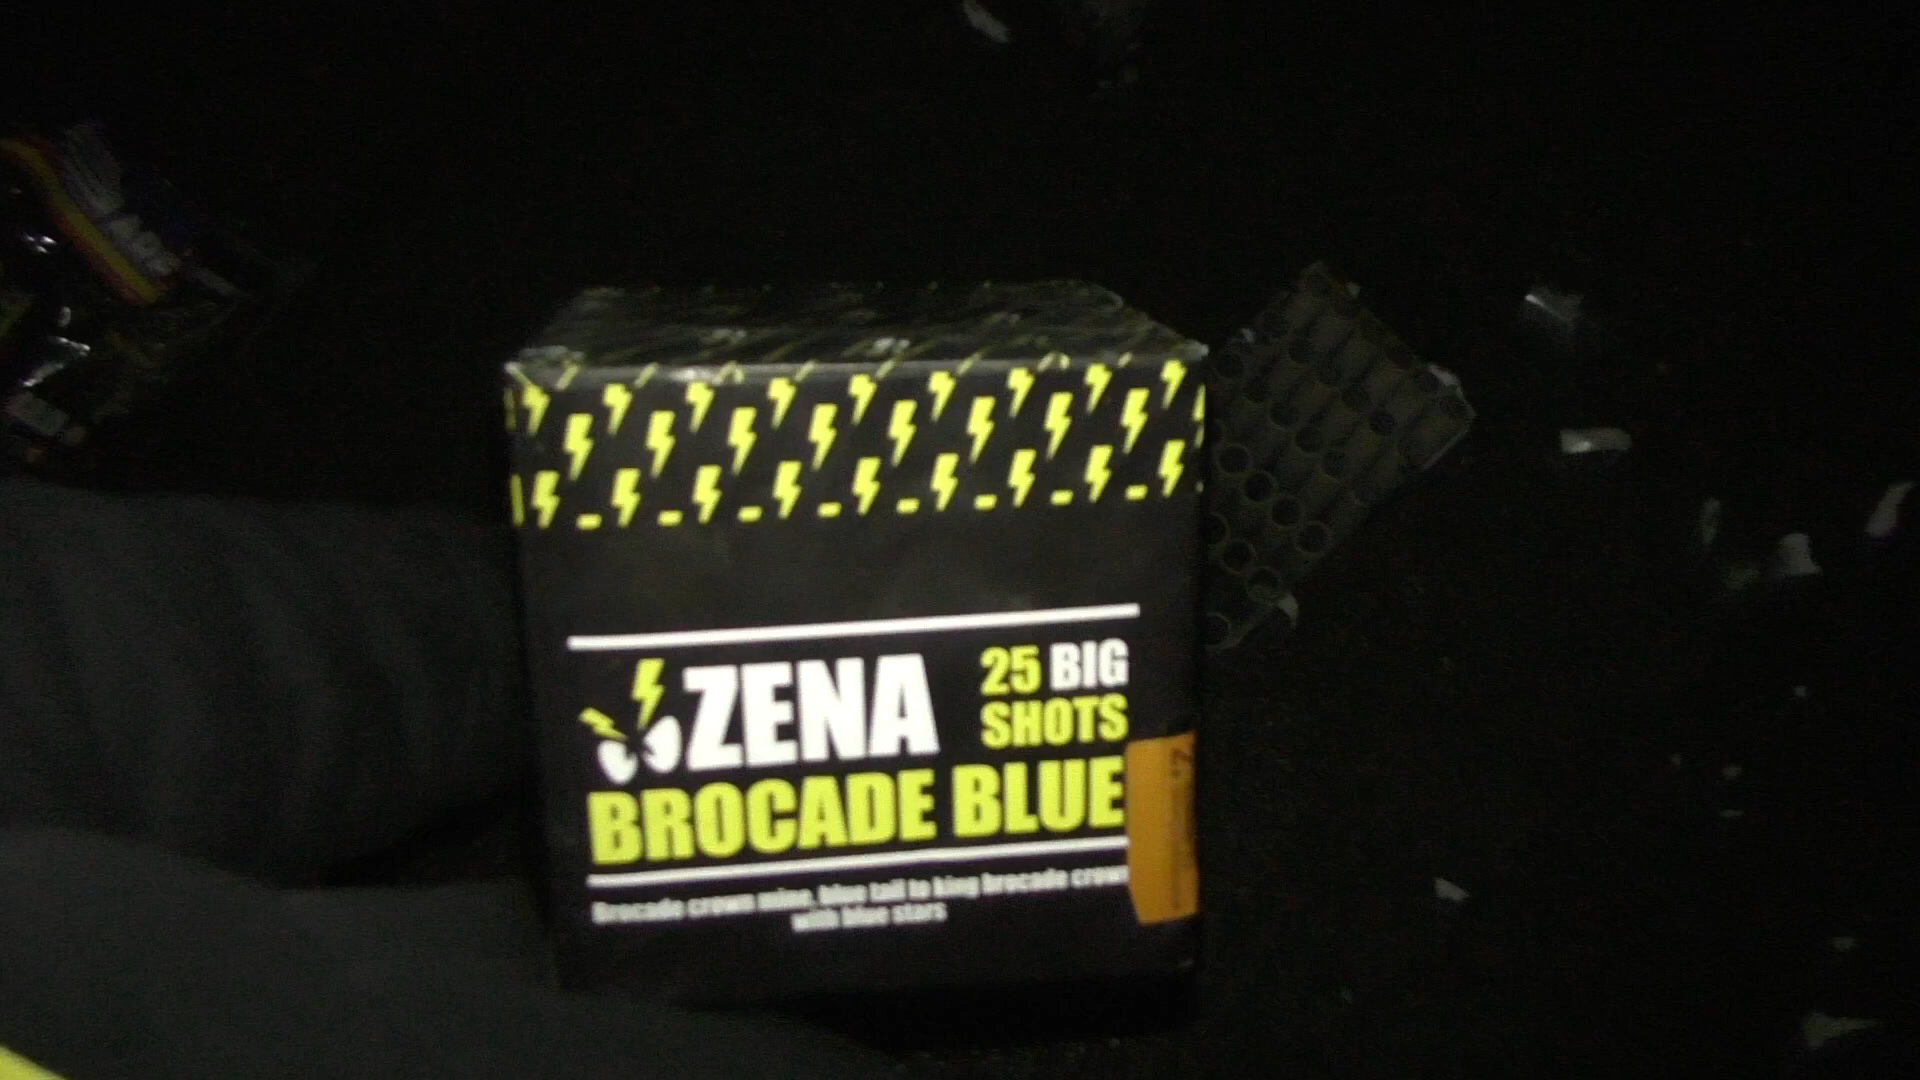 ZENA
25 BIG
SHOTS
BROCADE BLUE
Brocade crown mine, blue tail to king brocade crown
with blue stars